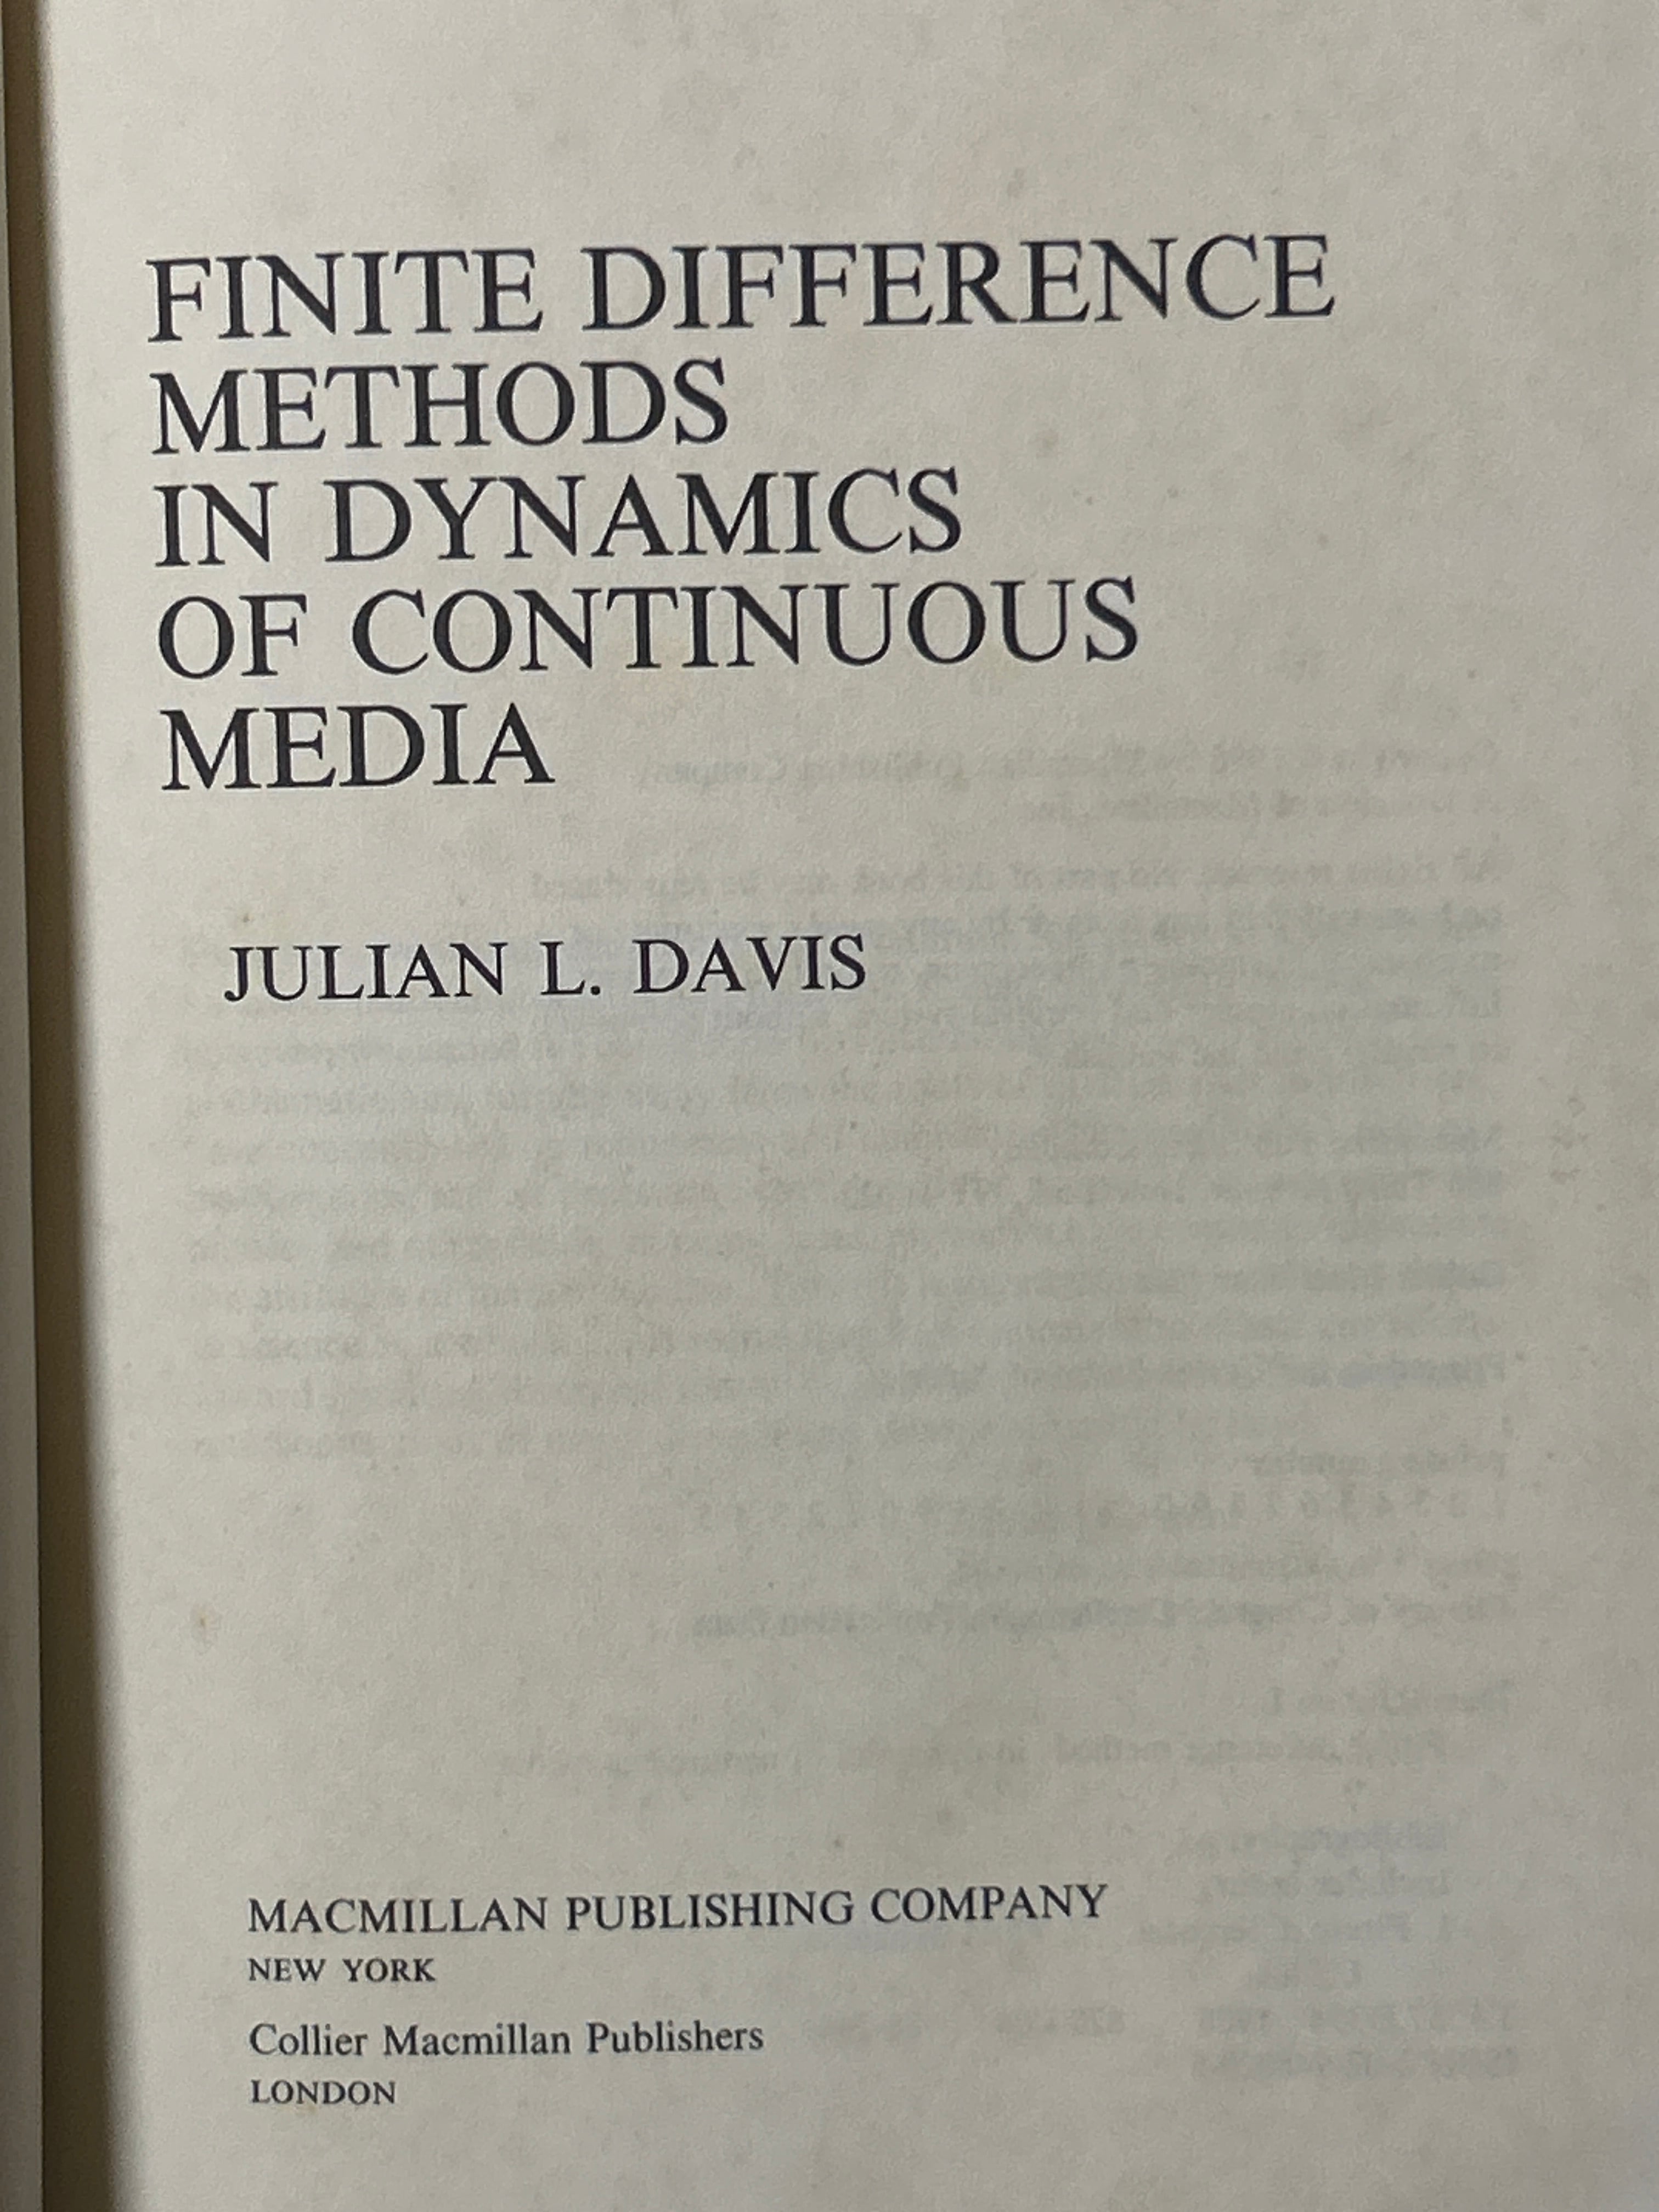 FINITE DIFFERENCE
METHODS
IN DYNAMICS
OF CONTINUOUS
MEDIA
JULIAN L. DAVIS
MACMILLAN PUBLISHING COMPANY
NEW YORK
Collier Macmillan Publishers
LONDON